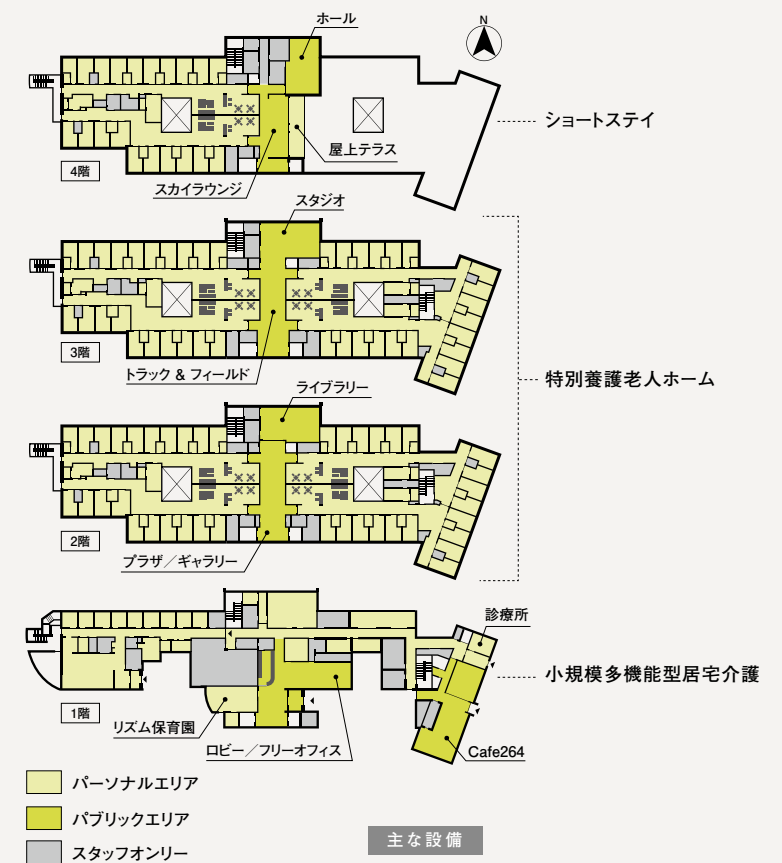 ホール
N
ショートステイ
屋上テラス
4階
スカイラウンジ
スタジオ
3階
トラック & フィールド
特別養護老人ホーム
ライブラリー
2階
プラザ／ギャラリー
診療所
小規模多機能型居宅介護
1階
リズム保育園
ロビー／フリーオフィス
Cafe264
パーソナルエリア
パブリックエリア
スタッフオンリー
主な設備